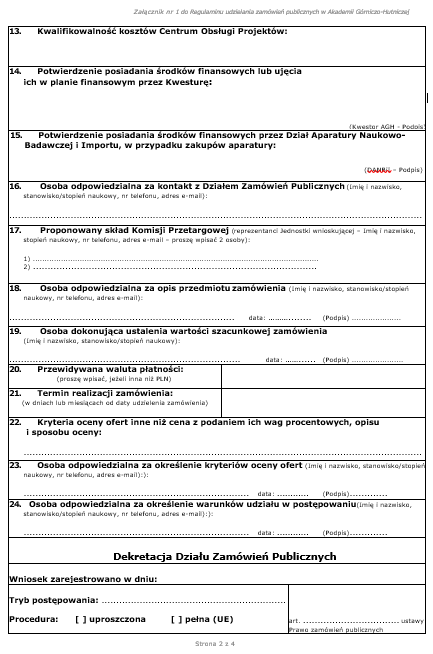 Załącznik nr 1 do Regulaminu udzielania zamówień publicznych w Akademii Górniczo-Hutniczej
13. Kwalifikowalność kosztów Centrum Obsługi Projektów:
14. Potwierdzenie posiadania środków finansowych lub ujęcia
ich w planie finansowym przez Kwesturę:
(Kwestor AGH – Podpis)
15. Potwierdzenie posiadania środków finansowych przez Dział Aparatury Naukowo-
Badawczej i Importu, w przypadku zakupów aparatury:
(DANBiI – Podpis)
16. Osoba odpowiedzialna za kontakt z Działem Zamówień Publicznych (imię i nazwisko,
stanowisko/stopień naukowy, nr telefonu, adres e-mail):
....................................................................................................
17. Proponowany skład Komisji Przetargowej (reprezentanci Jednostki wnioskującej – imię i nazwisko,
stopień naukowy, nr telefonu, adres e-mail – proszę wpisać 2 osoby):
1) ............................................................................
2) ............................................................................
18. Osoba odpowiedzialna za opis przedmiotu zamówienia (imię i nazwisko, stanowisko/stopień
naukowy, nr telefonu, adres e-mail):
.......................................................... data: ............ (Podpis) ....................
19. Osoba dokonująca ustalenia wartości szacunkowej zamówienia
(imię i nazwisko, stanowisko/stopień naukowy):
.......................................................... data: ............ (Podpis) ....................
20. Przewidywana waluta płatności:
(proszę wpisać, jeżeli inna niż PLN)
21. Termin realizacji zamówienia:
(w dniach lub miesiącach od daty udzielenia zamówienia)
22. Kryteria oceny ofert inne niż cena z podaniem ich wag procentowych, opisu
i sposobu oceny:
....................................................................................................
23. Osoba odpowiedzialna za określenie kryteriów oceny ofert (imię i nazwisko, stanowisko/stopień
naukowy, nr telefonu, adres e-mail):):
.......................................................... data: ............ (Podpis)..............
24. Osoba odpowiedzialna za określenie warunków udziału w postępowaniu(imię i nazwisko,
stanowisko/stopień naukowy, nr telefonu, adres e-mail):):
.......................................................... data: ............ (Podpis)..............
Dekretacja Działu Zamówień Publicznych
Wniosek zarejestrowano w dniu:
Tryb postępowania: ..................................................
Procedura: [ ] uproszczona [ ] pełna (UE)
art. .................................. ustawy
Prawo zamówień publicznych
Strona 2 z 4